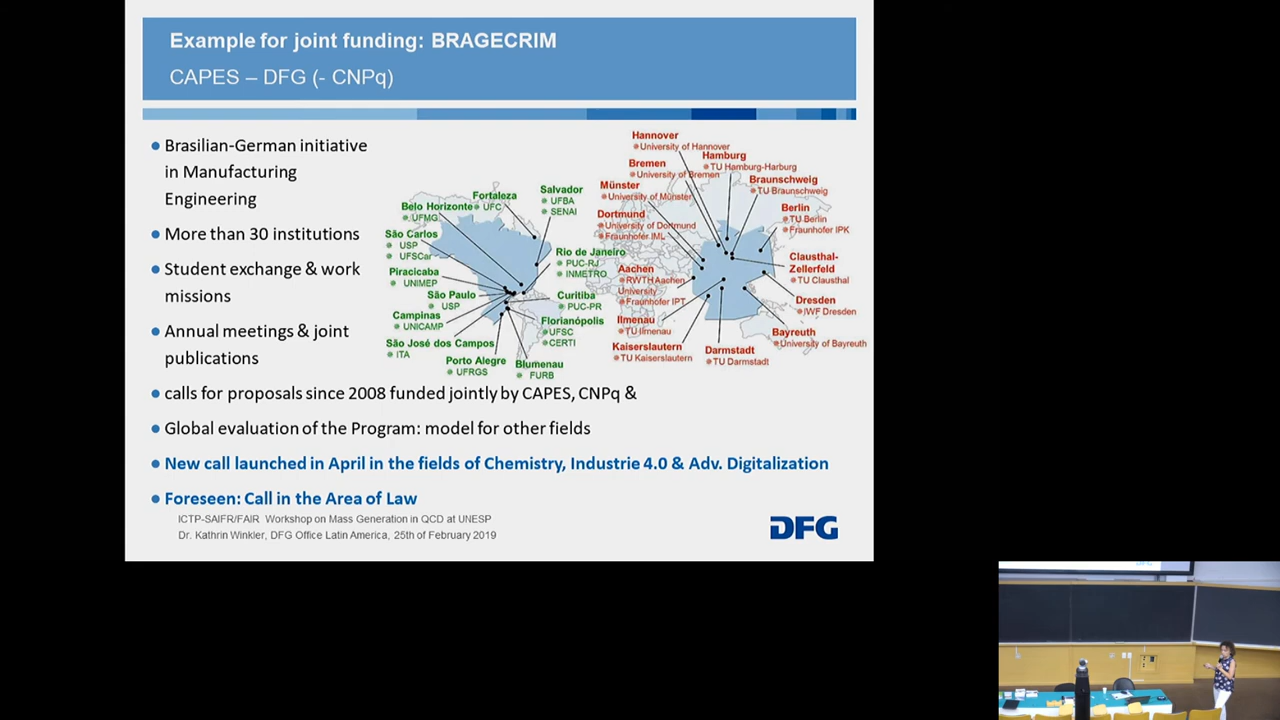 Example for joint funding: BRAGECRIM
CAPES – DFG (- CNPq)
Brasilian-German initiative
in Manufacturing
Engineering
More than 30 institutions
Student exchange & work
missions
Annual meetings & joint
publications
calls for proposals since 2008 funded jointly by CAPES, CNPq &
Global evaluation of the Program: model for other fields
New call launched in April in the fields of Chemistry, Industrie 4.0 & Adv. Digitalization
Foreseen: Call in the Area of Law
Fortaleza
UFC
Salvador
UFBA
SENAI
Belo Horizonte
UFMG
São Carlos
USP
UFSCar
Rio de Janeiro
PUC-RJ
INMETRO
Piracicaba
UNIMEP
São Paulo
USP
Curitiba
PUC-PR
Campinas
UNICAMP
Florianópolis
UFSC
CERTI
São José dos Campos
ITA
Porto Alegre
UFRGS
Blumenau
FURB
Hannover
University of Hannover
Hamburg
TU Hamburg-Harburg
Bremen
University of Bremen
Braunschweig
TU Braunschweig
Münster
University of Münster
Berlin
TU Berlin
Fraunhofer IPK
Dortmund
University of Dortmund
Fraunhofer IML
Clausthal-
Zellerfeld
TU Clausthal
Aachen
RWTH Aachen
University
Fraunhofer IPT
Dresden
IWF Dresden
Ilmenau
TU Ilmenau
Bayreuth
University of Bayreuth
Kaiserslautern
TU Kaiserslautern
Darmstadt
TU Darmstadt
ICTP-SAIFR/FAIR Workshop on Mass Generation in QCD at UNESP
Dr. Kathrin Winkler, DFG Office Latin America, 25th of February 2019
DFG